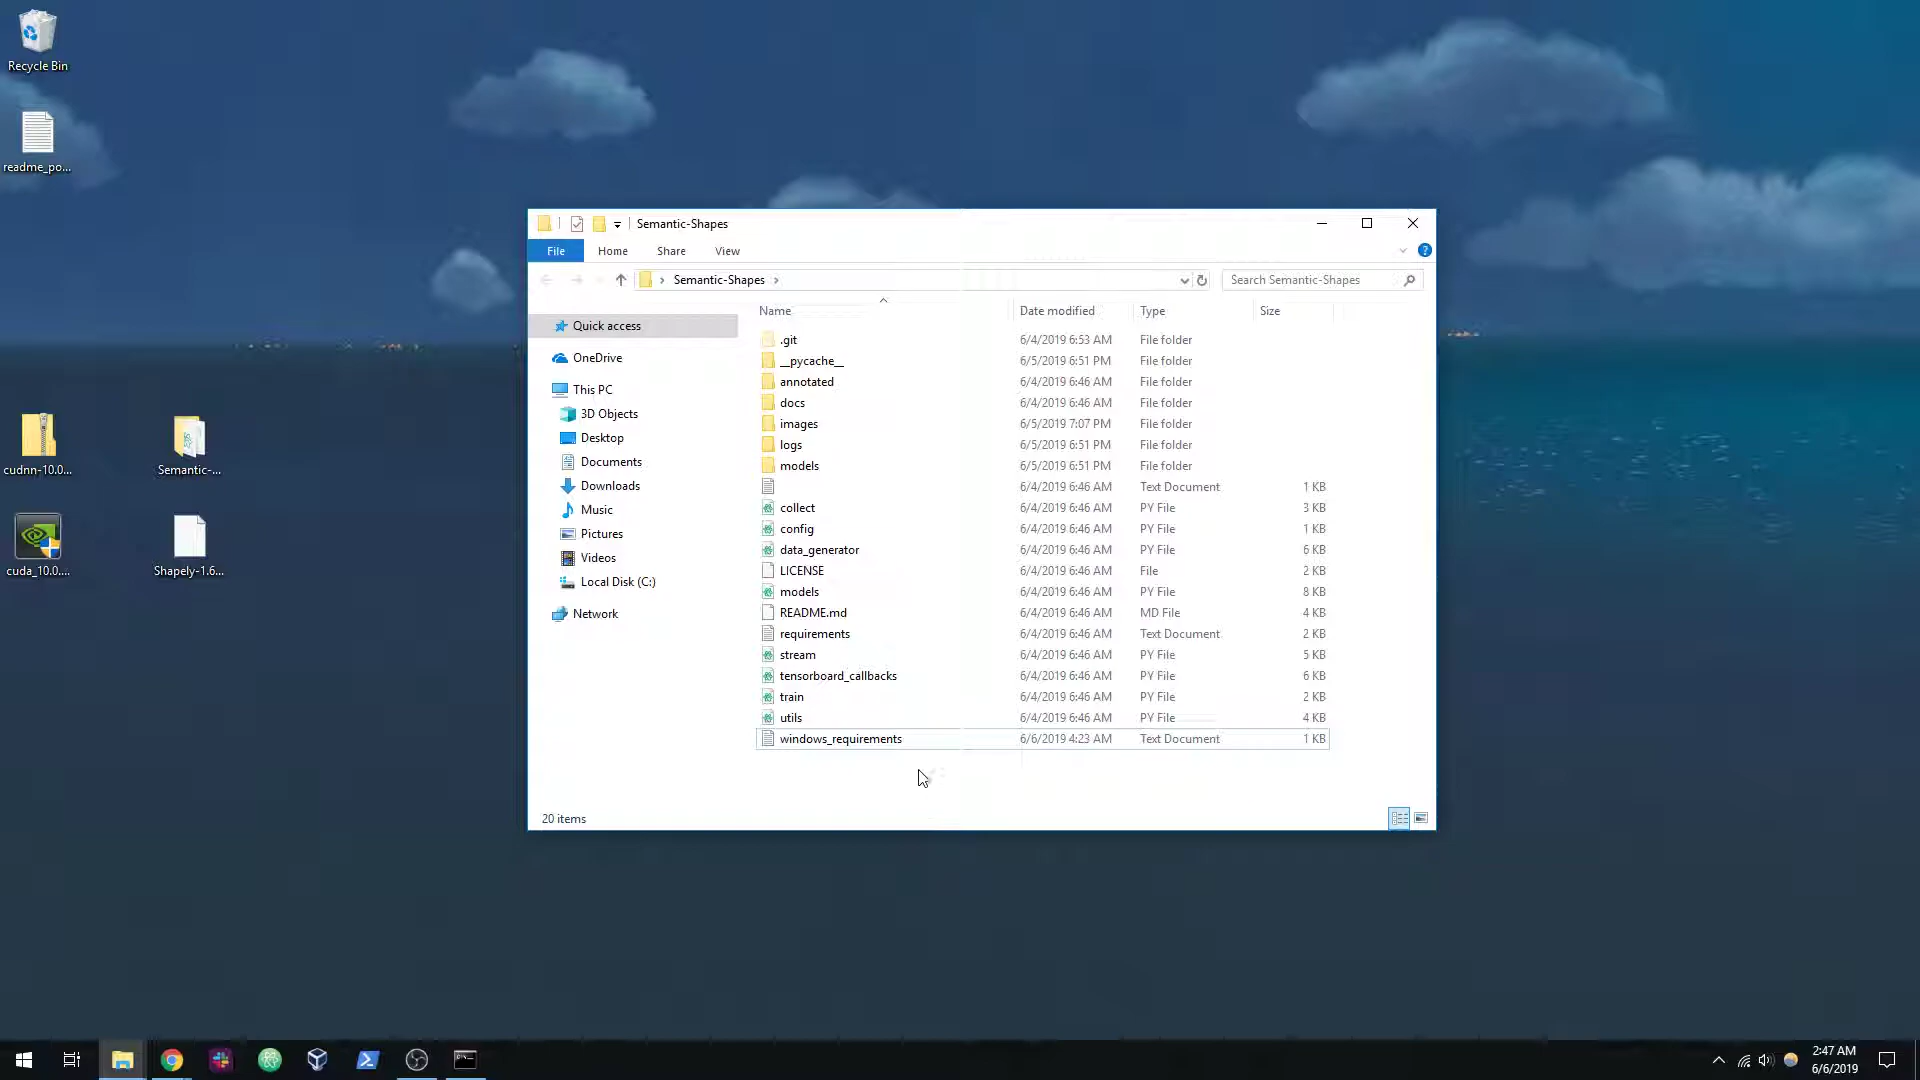 Recycle Bin
readme_po...
cudnn-10.0...
Semantic-...
cuda_10.0....
Shapely-1.6...
Semantic-Shapes
File Home Share View
Semantic-Shapes
Search Semantic-Shapes
Quick access
OneDrive
This PC
3D Objects
Desktop
Documents
Downloads
Music
Pictures
Videos
Local Disk (C:)
Network
Name Date modified Type Size
.git 6/4/2019 6:53 AM File folder
__pycache__ 6/5/2019 6:51 PM File folder
annotated 6/4/2019 6:46 AM File folder
docs 6/4/2019 6:46 AM File folder
images 6/5/2019 7:07 PM File folder
logs 6/5/2019 6:51 PM File folder
models 6/5/2019 6:51 PM File folder
6/4/2019 6:46 AM Text Document 1 KB
collect 6/4/2019 6:46 AM PY File 3 KB
config 6/4/2019 6:46 AM PY File 1 KB
data_generator 6/4/2019 6:46 AM PY File 6 KB
LICENSE 6/4/2019 6:46 AM File 2 KB
models 6/4/2019 6:46 AM PY File 8 KB
README.md 6/4/2019 6:46 AM MD File 4 KB
requirements 6/4/2019 6:46 AM Text Document 2 KB
stream 6/4/2019 6:46 AM PY File 5 KB
tensorboard_callbacks 6/4/2019 6:46 AM PY File 6 KB
train 6/4/2019 6:46 AM PY File 2 KB
utils 6/4/2019 6:46 AM PY File 4 KB
windows_requirements 6/6/2019 4:23 AM Text Document 1 KB
20 items
2:47 AM
6/6/2019